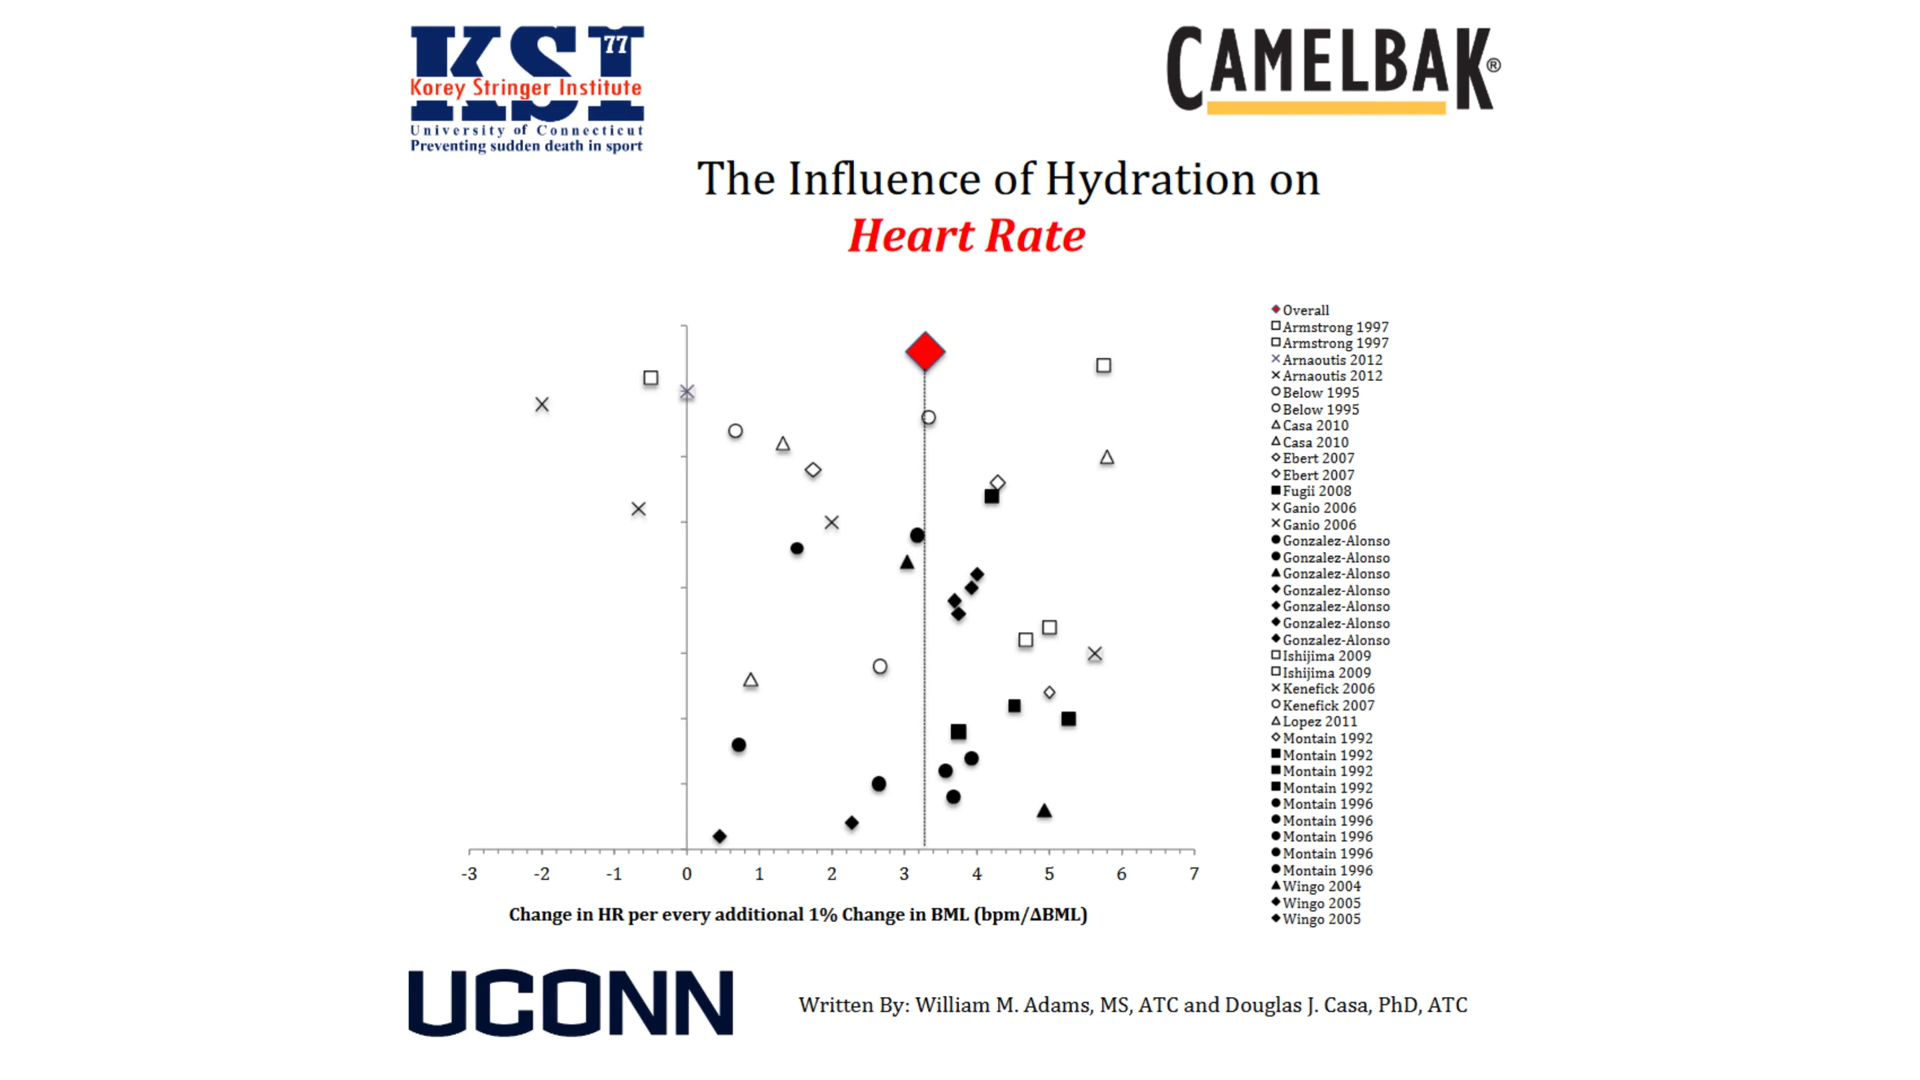 KSI
77
Korey Stringer Institute
University of Connecticut
Preventing sudden death in sport
CAMELBAK®
The Influence of Hydration on
Heart Rate
Overall
Armstrong 1997
Armstrong 1997
Arnaoutis 2012
Arnaoutis 2012
Below 1995
Below 1995
Casa 2010
Casa 2010
Ebert 2007
Ebert 2007
Fugii 2008
Ganio 2006
Ganio 2006
Gonzalez-Alonso
Gonzalez-Alonso
Gonzalez-Alonso
Gonzalez-Alonso
Gonzalez-Alonso
Gonzalez-Alonso
Gonzalez-Alonso
Ishijima 2009
Ishijima 2009
Kenefick 2006
Kenefick 2007
Lopez 2011
Montain 1992
Montain 1992
Montain 1992
Montain 1992
Montain 1996
Montain 1996
Montain 1996
Montain 1996
Montain 1996
Wingo 2004
Wingo 2005
Wingo 2005
-3 -2 -1 0 1 2 3 4 5 6 7
Change in HR per every additional 1% Change in BML (bpm/ΔBML)
UCONN
Written By: William M. Adams, MS, ATC and Douglas J. Casa, PhD, ATC